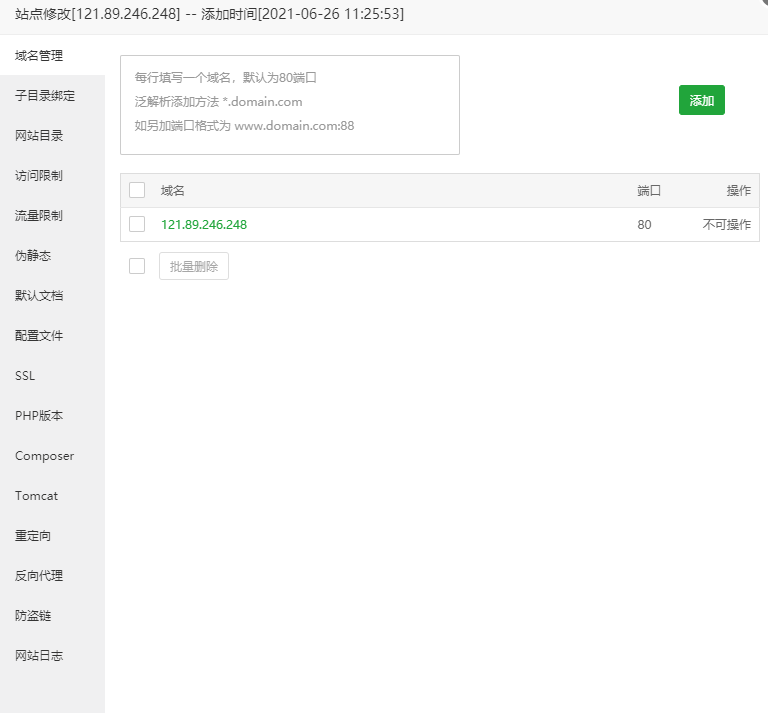 站点修改[121.89.246.248] -- 添加时间[2021-06-26 11:25:53]
域名管理
子目录绑定
网站目录
访问限制
流量限制
伪静态
默认文档
配置文件
SSL
PHP版本
Composer
Tomcat
重定向
反向代理
防盗链
网站日志
每行填写一个域名，默认为80端口
泛解析添加方法 *.domain.com
如另加端口格式为 www.domain.com:88
添加
域名 端口 操作
121.89.246.248 80 不可操作
批量删除